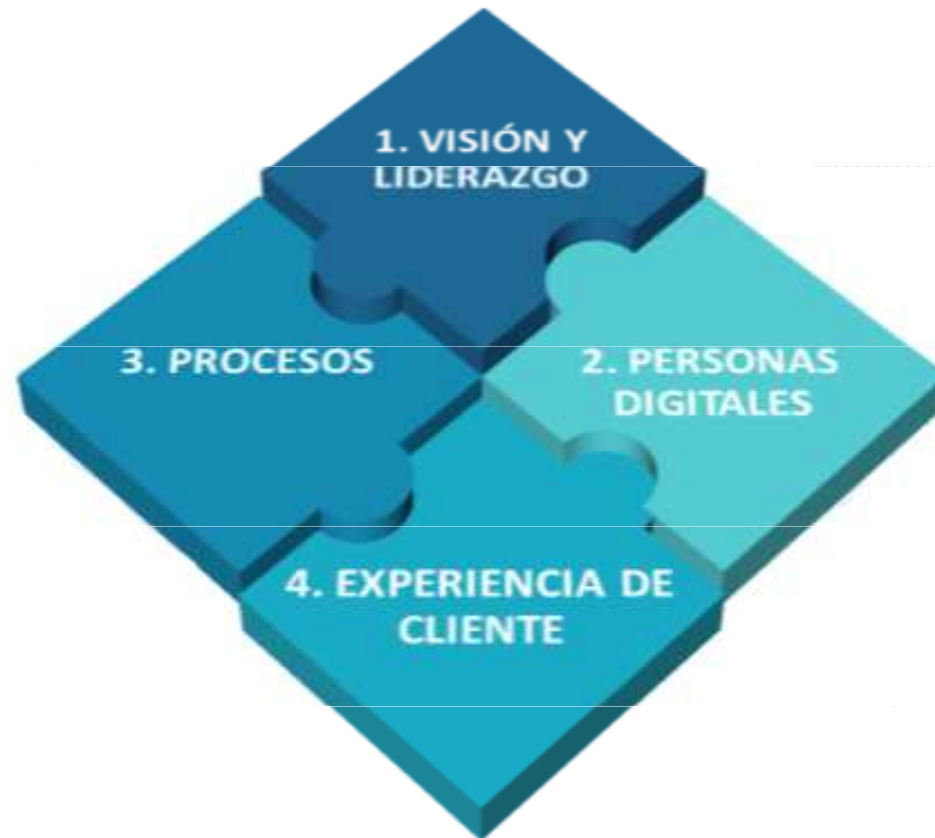 1. VISIÓN Y
LIDERAZGO
2. PERSONAS
DIGITALES
3. PROCESOS
4. EXPERIENCIA DE
CLIENTE